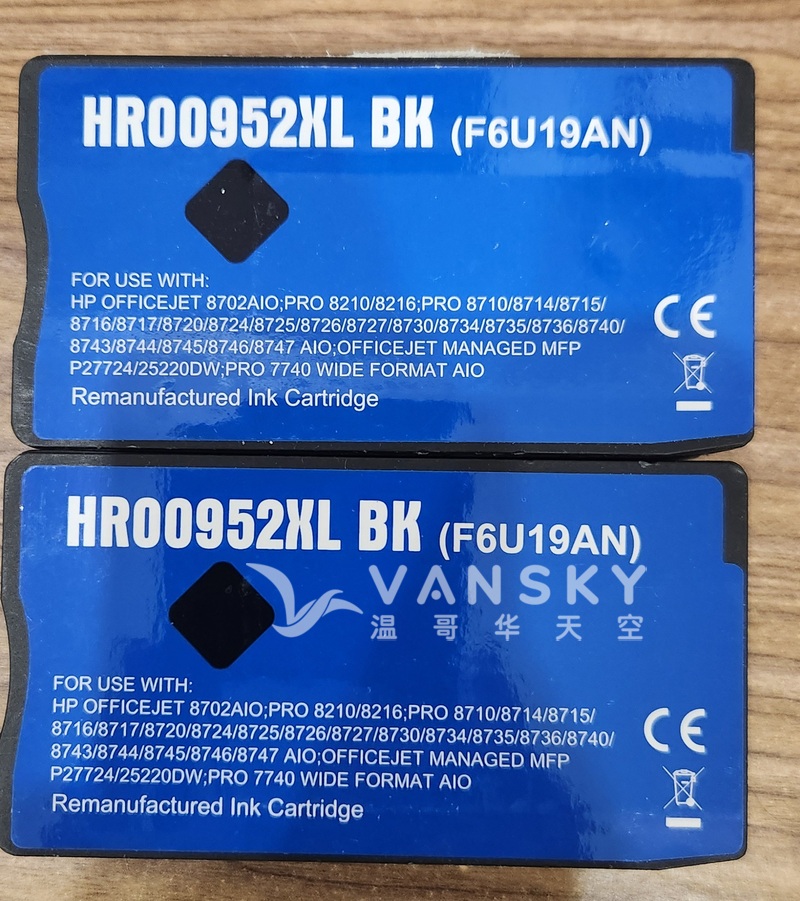 HR00952XL BK (F6U19AN)
FOR USE WITH:
HP OFFICEJET 8702AIO;PRO 8210/8216;PRO 8710/8714/8715/
8716/8717/8720/8724/8725/8726/8727/8730/8734/8735/8736/8740/
8743/8744/8745/8746/8747 AIO;OFFICEJET MANAGED MFP
P27724/25220DW;PRO 7740 WIDE FORMAT AIO
Remanufactured Ink Cartridge
CE
HR00952XL BK (F6U19AN)
VANSKY
温哥华天空
FOR USE WITH:
HP OFFICEJET 8702AIO;PRO 8210/8216;PRO 8710/8714/8715/
8716/8717/8720/8724/8725/8726/8727/8730/8734/8735/8736/8740/
8743/8744/8745/8746/8747 AIO;OFFICEJET MANAGED MFP
P27724/25220DW;PRO 7740 WIDE FORMAT AIO
Remanufactured Ink Cartridge
CE